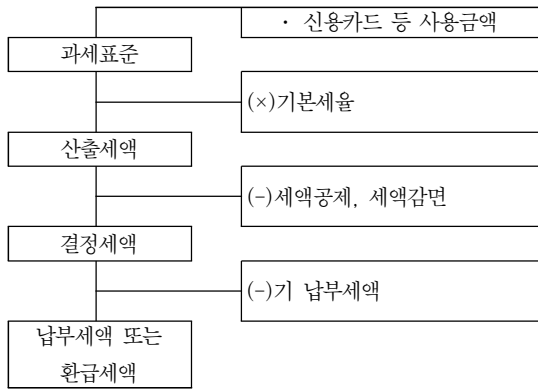 · 신용카드 등 사용금액
과세표준
(×)기본세율
산출세액
(-)세액공제, 세액감면
결정세액
(-)기 납부세액
납부세액 또는
환급세액